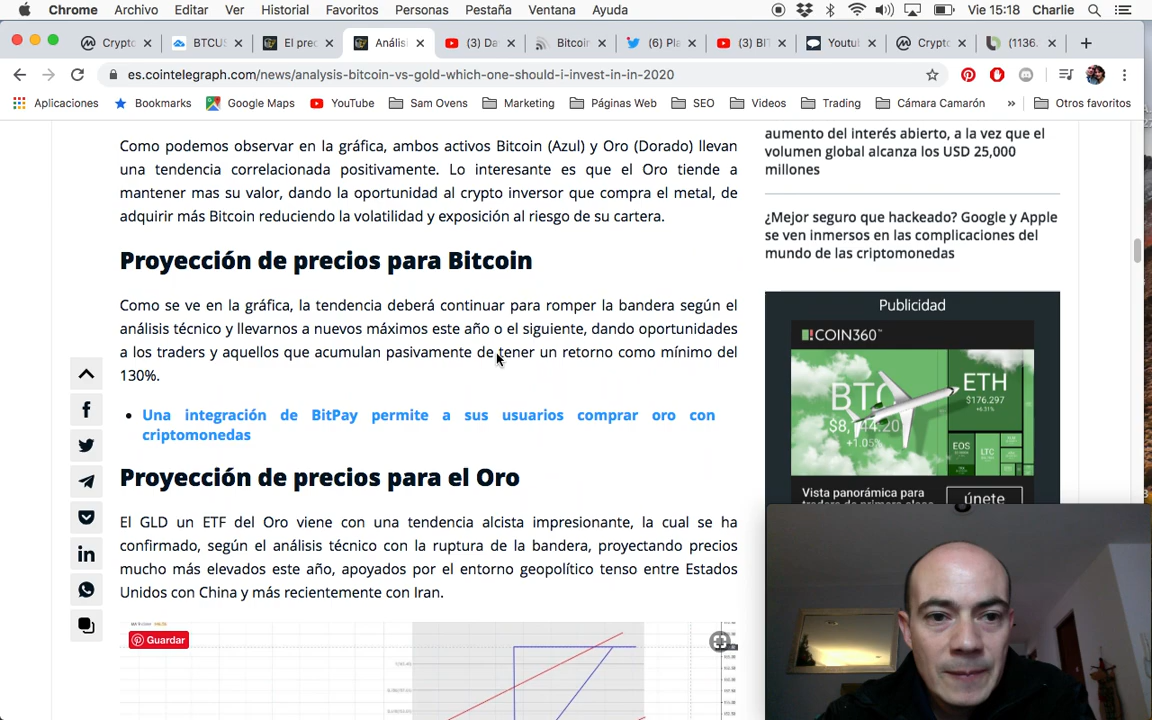 Chrome Archivo Editar Ver Historial Favoritos Personas Pestaña Ventana Ayuda Vie 15:18 Charlie
Crypto BTCUS El prec Análisi (3) Da Bitcoin (6) Pla (3) BI Youtu Crypto (1136.
es.cointelegraph.com/news/analysis-bitcoin-vs-gold-which-one-should-i-invest-in-in-2020
Aplicaciones Bookmarks Google Maps YouTube Sam Ovens Marketing Páginas Web SEO Videos Trading Cámara Camarón » Otros favoritos
Como podemos observar en la gráfica, ambos activos Bitcoin (Azul) y Oro (Dorado) llevan
una tendencia correlacionada positivamente. Lo interesante es que el Oro tiende a
mantener mas su valor, dando la oportunidad al crypto inversor que compra el metal, de
adquirir más Bitcoin reduciendo la volatilidad y exposición al riesgo de su cartera.
Proyección de precios para Bitcoin
Como se ve en la gráfica, la tendencia deberá continuar para romper la bandera según el
análisis técnico y llevarnos a nuevos máximos este año o el siguiente, dando oportunidades
a los traders y aquellos que acumulan pasivamente de tener un retorno como mínimo del
130%.
• Una integración de BitPay permite a sus usuarios comprar oro con
criptomonedas
Proyección de precios para el Oro
El GLD un ETF del Oro viene con una tendencia alcista impresionante, la cual se ha
confirmado, según el análisis técnico con la ruptura de la bandera, proyectando precios
mucho más elevados este año, apoyados por el entorno geopolítico tenso entre Estados
Unidos con China y más recientemente con Iran.
Guardar
aumento del interés abierto, a la vez que el
volumen global alcanza los USD 25,000
millones
¿Mejor seguro que hackeado? Google y Apple
se ven inmersos en las complicaciones del
mundo de las criptomonedas
Publicidad
COIN360™
BTC
ETH
$176.297
+6.31%
+1.05%
EOS
LTC
Vista panorámica para
únete